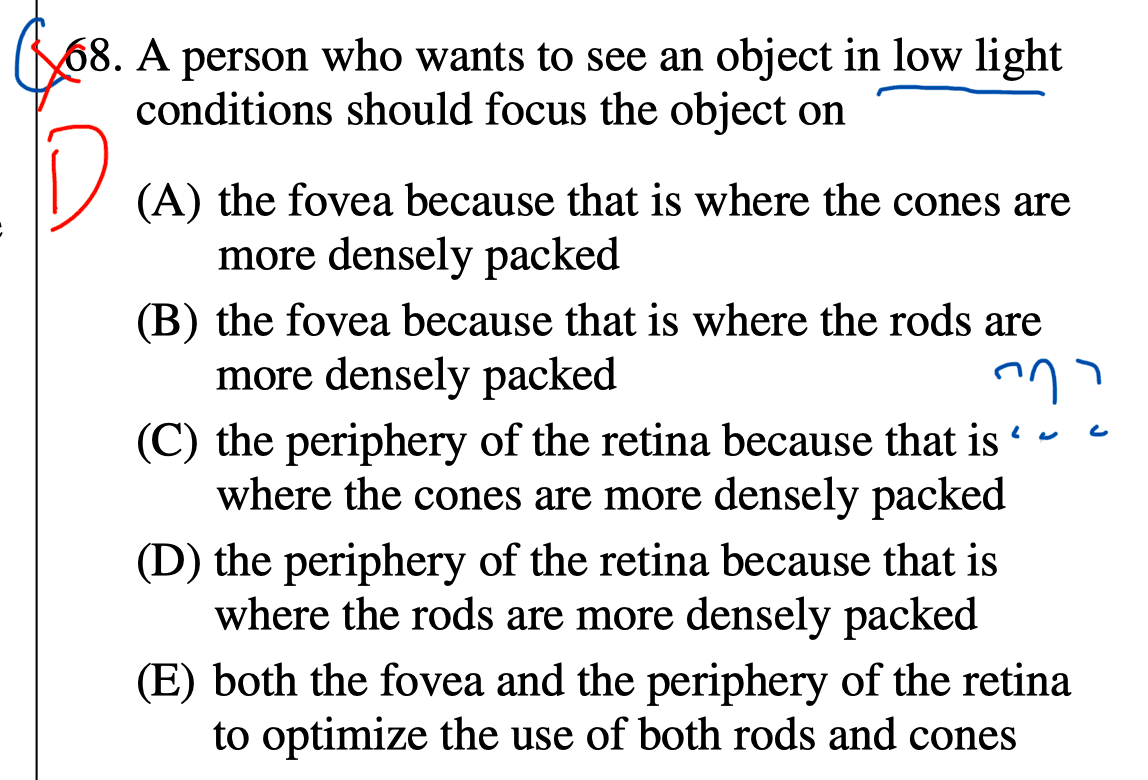 68. A person who wants to see an object in low light
conditions should focus the object on
D
(A) the fovea because that is where the cones are
more densely packed
(B) the fovea because that is where the rods are
more densely packed
(C) the periphery of the retina because that is
where the cones are more densely packed
(D) the periphery of the retina because that is
where the rods are more densely packed
(E) both the fovea and the periphery of the retina
to optimize the use of both rods and cones